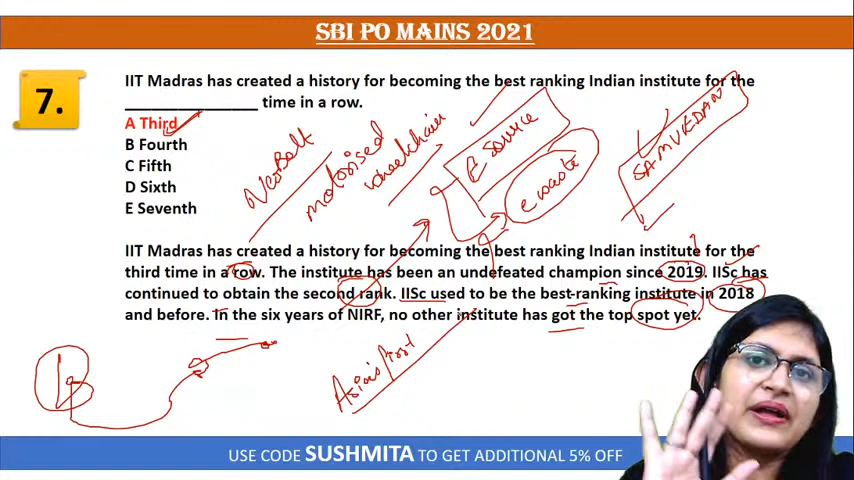 SBI PO MAINS 2021
7.
IIT Madras has created a history for becoming the best ranking Indian institute for the
_________________ time in a row.
A Third
B Fourth
C Fifth
D Sixth
E Seventh
NeoBolt
motorised
wheelchair
E Source
e waste
SAMVEDAN
IIT Madras has created a history for becoming the best ranking Indian institute for the
third time in a row. The institute has been an undefeated champion since 2019. IISc has
continued to obtain the second rank. IISc used to be the best-ranking institute in 2018
and before. In the six years of NIRF, no other institute has got the top spot yet.
Asia's first
USE CODE SUSHMITA TO GET ADDITIONAL 5% OFF